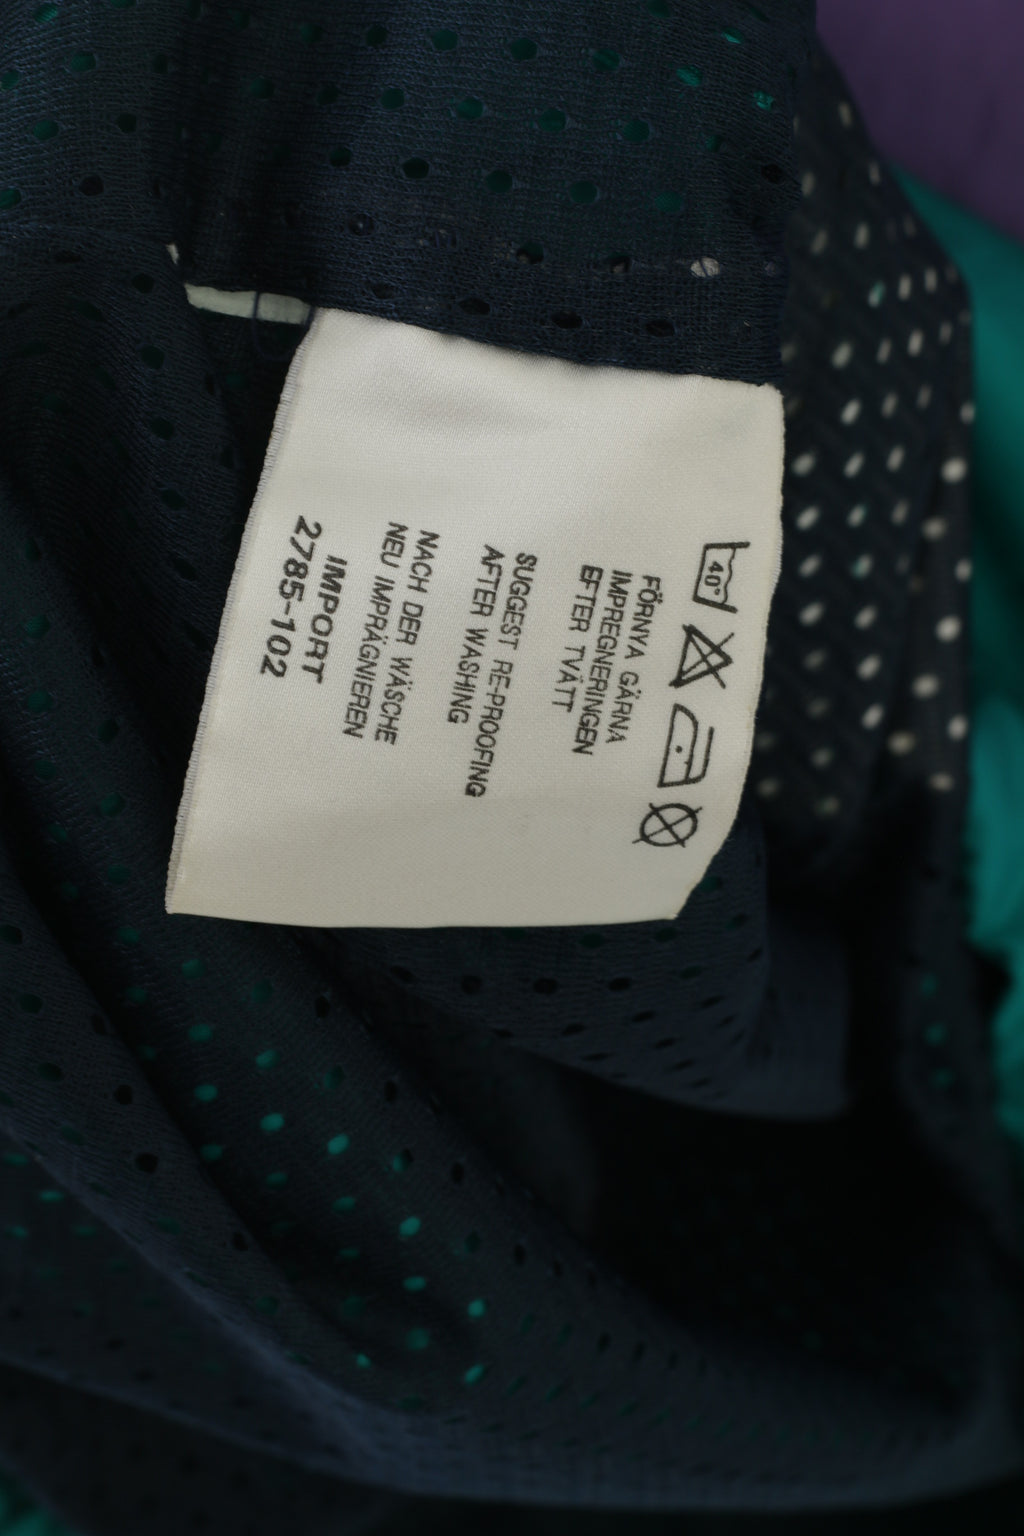 40°
FÖRNYA GÄRNA
IMPREGNERINGEN
EFTER TVÄTT
SUGGEST RE-PROOFING
AFTER WASHING
NACH DER WÄSCHE
NEU IMPRÄGNIEREN
IMPORT
2785-102